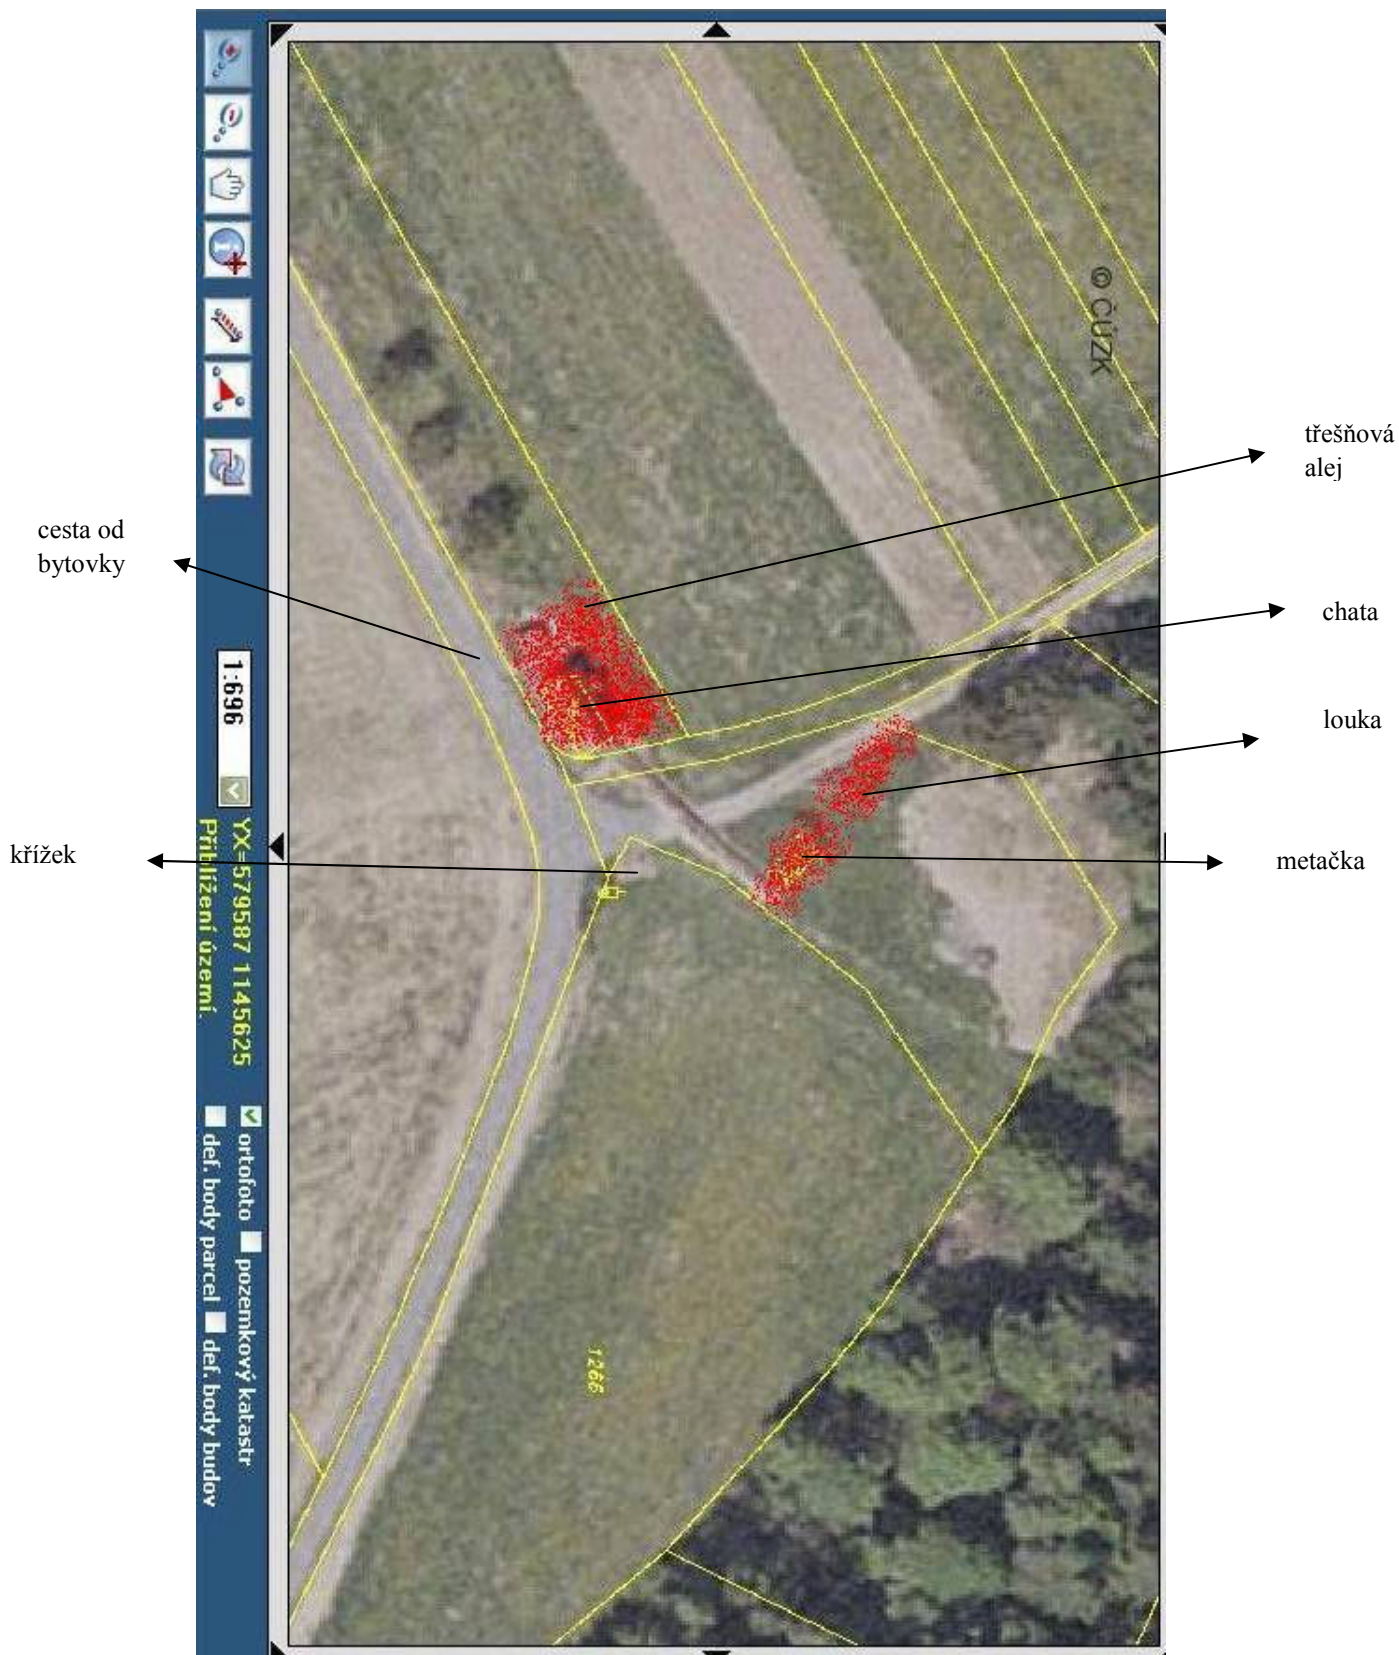 třešňová
alej
cesta od
bytovky
chata
louka
křížek
metačka
© ČÚZK
1266
1:696
YX=579587 1145625
Přiblížení území.
ortofoto pozemkový katastr
def. body parcel def. body budov